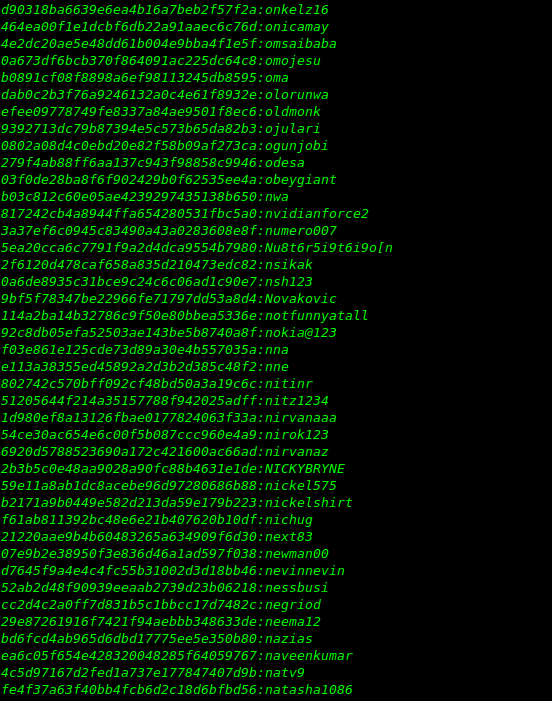 d90318ba6639e6ea4b16a7beb2f57f2a:onkelz16
464ea00f1e1dcbf6db22a91aaec6c76d:onicamay
4e2dc20ae5e48dd61b004e9bba4f1e5f:omsaibaba
0a673df6bcb370f864091ac225dc64c8:omojesu
b0891cf08f8898a6ef98113245db8595:oma
dab0c2b3f76a9246132a0c4e61f8932e:olorunwa
efee09778749fe8337a84ae9501f8ec6:oldmonk
9392713dc79b87394e5c573b65da82b3:ojulari
0802a08d4c0ebd20e82f58b09af273ca:ogunjobi
279f4ab88ff6aa137c943f98858c9946:odesa
03f0de28ba8f6f902429b0f62535ee4a:obeygiant
b03c812c60e05ae4239297435138b650:nwa
817242cb4a8944ffa654280531fbc5a0:nvidianforce2
3a37ef6c0945c83490a43a0283608e8f:numero007
5ea20cca6c7791f9a2d4dca9554b7980:Nu8t6r5i9t6i9o[n
2f6120d478caf658a835d210473edc82:nsikak
0a6de8935c31bce9c24c6c06ad1c90e7:nsh123
9bf5f78347be22966fe71797dd53a8d4:Novakovic
114a2ba14b32786c9f50e80bbea5336e:notfunnyatall
92c8db05efa52503ae143be5b8740a8f:nokia@123
f03e861e125cde73d89a30e4b557035a:nna
e113a38355ed45892a2d3b2d385c48f2:nne
802742c570bff092cf48bd50a3a19c6c:nitinr
51205644f214a35157788f942025adff:nitz1234
1d980ef8a13126fbae0177824063f33a:nirvanaaa
54ce30ac654e6c00f5b087ccc960e4a9:nirok123
6920d5788523690a172c421600ac66ad:nirvanaz
2b3b5c0e48aa9028a90fc88b4631e1de:NICKYBRYNE
59e11a8ab1dc8acebe96d97280686b88:nickel575
b2171a9b0449e582d213da59e179b223:nickelshirt
f61ab811392bc48e6e21b407620b10df:nichug
21220aae9b4b60483265a634909f6d30:next83
07e9b2e38950f3e836d46a1ad597f038:newman00
d7645f9a4e4c4fc55b31002d3d18bb46:nevinnevin
52ab2d48f90939eeaab2739d23b06218:nessbusi
cc2d4c2a0ff7d831b5c1bbcc17d7482c:negriod
29e87261916f7421f94aebbb348633de:neema12
bd6fcd4ab965d6dbd17775ee5e350b80:nazias
ea6c05f654e428320048285f64059767:naveenkumar
4c5d97167d2fed1a737e177847407d9b:natv9
fe4f37a63f40bb4fcb6d2c18d6bfbd56:natasha1086